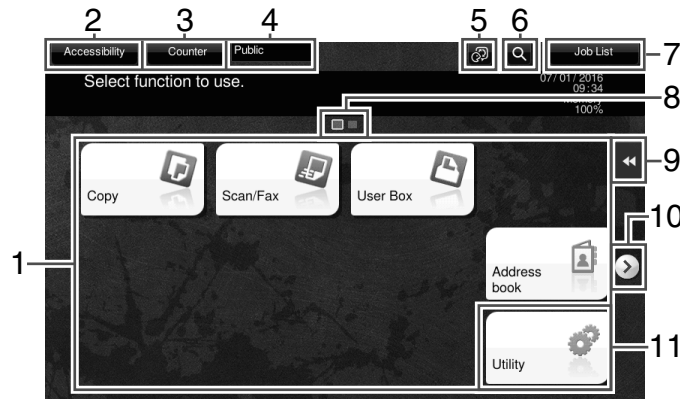 2 3 4 5 6
Accessibility Counter Public Job List 7
Select function to use. 07/01/2016
09:34
Memory
100%
8
Copy Scan/Fax User Box 9
10
1
Address
book
Utility 11